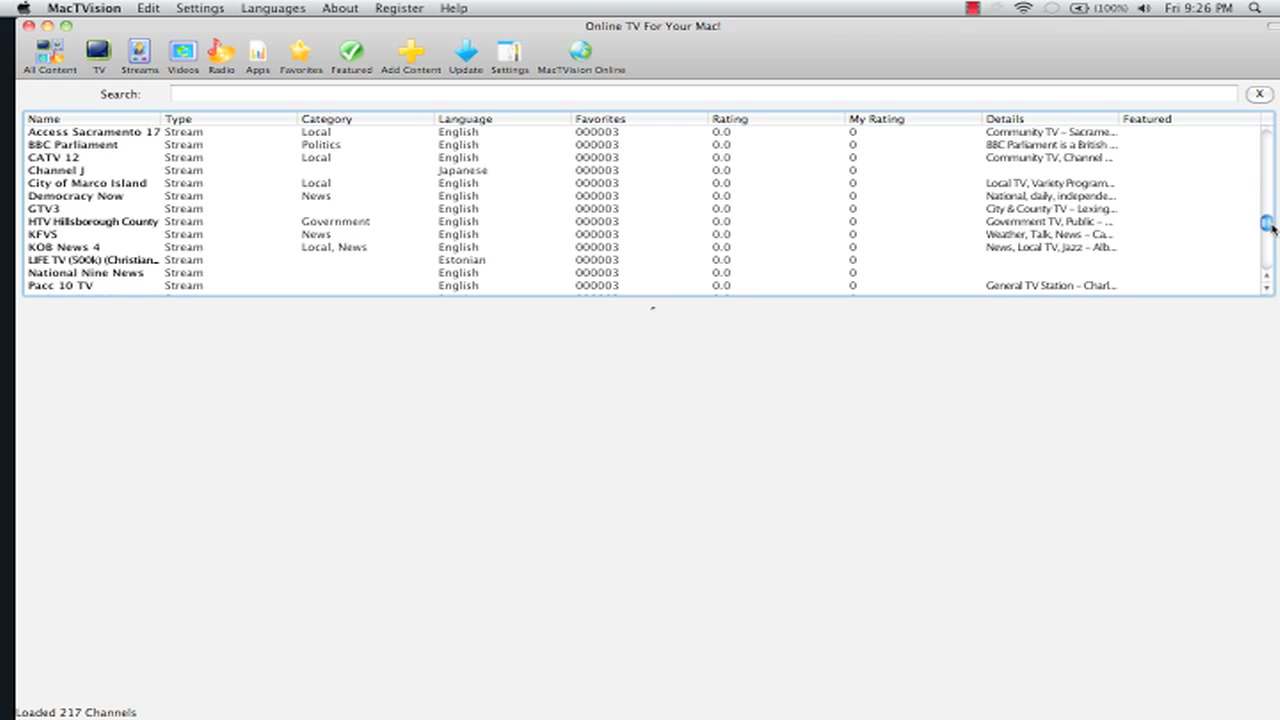 MacTVision Edit Settings Languages About Register Help (100%) Fri 9:26 PM
Online TV For Your Mac!
All Content TV Streams Videos Radio Apps Favorites Featured Add Content Update Settings MacTVision Online
Search: X
Name Type Category Language Favorites Rating My Rating Details Featured
Access Sacramento 17 Stream Local English 000003 0.0 0 Community TV – Sacrame...
BBC Parliament Stream Politics English 000003 0.0 0 BBC Parliament is a British ...
CATV 12 Stream Local English 000003 0.0 0 Community TV, Channel ...
Channel J Stream Japanese 000003 0.0 0
City of Marco Island Stream Local English 000003 0.0 0 Local TV, Variety Program...
Democracy Now Stream News English 000003 0.0 0 National, daily, independe...
GTV3 Stream English 000003 0.0 0 City & County TV – Lexing...
HTV Hillsborough County Stream Government English 000003 0.0 0 Government TV, Public – ...
KFVS Stream News English 000003 0.0 0 Weather, Talk, News – Ca...
KOB News 4 Stream Local, News English 000003 0.0 0 News, Local TV, Jazz – Alb...
LIFE TV (500k) (Christian... Stream Estonian 000003 0.0 0
National Nine News Stream English 000003 0.0 0
Pacc 10 TV Stream English 000003 0.0 0 General TV Station – Charl...
Loaded 217 Channels